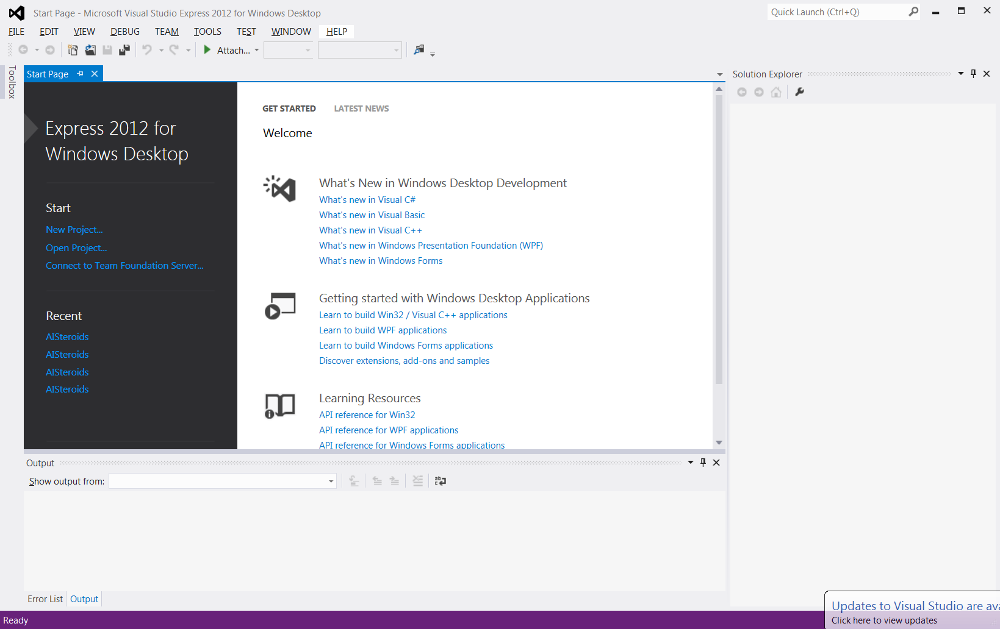 Start Page - Microsoft Visual Studio Express 2012 for Windows Desktop
Quick Launch (Ctrl+Q)
FILE EDIT VIEW DEBUG TEAM TOOLS TEST WINDOW HELP
Attach...
Toolbox
Start Page
Solution Explorer
Express 2012 for
Windows Desktop
Start
New Project...
Open Project...
Connect to Team Foundation Server...
Recent
AISteroids
AISteroids
AISteroids
AISteroids
GET STARTED LATEST NEWS
Welcome
What's New in Windows Desktop Development
What's new in Visual C#
What's new in Visual Basic
What's new in Visual C++
What's new in Windows Presentation Foundation (WPF)
What's new in Windows Forms
Getting started with Windows Desktop Applications
Learn to build Win32 / Visual C++ applications
Learn to build WPF applications
Learn to build Windows Forms applications
Discover extensions, add-ons and samples
Learning Resources
API reference for Win32
API reference for WPF applications
API reference for Windows Forms applications
Output
Show output from:
Error List Output
Ready
Updates to Visual Studio are ava
Click here to view updates